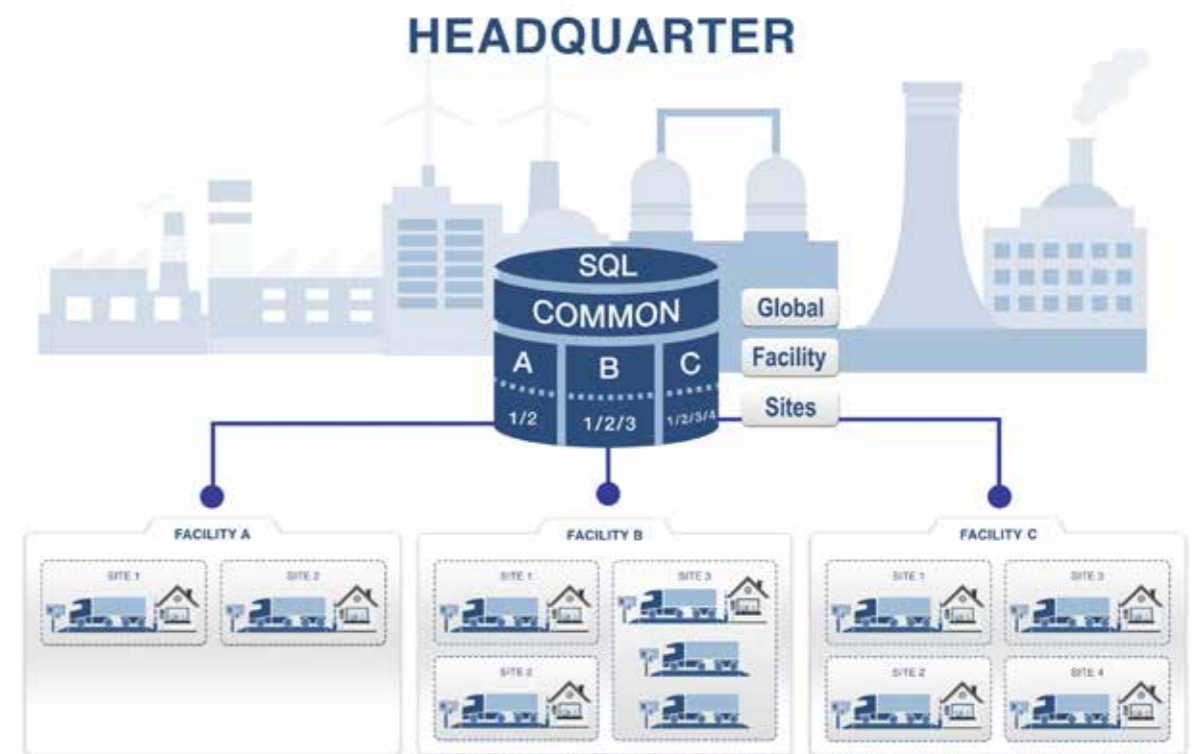 HEADQUARTER
SQL
COMMON
Global
A
B
C
Facility
1/2
1/2/3
1/2/3/4
Sites
FACILITY A
SITE 1
SITE 2
FACILITY B
SITE 1
SITE 3
SITE 2
FACILITY C
SITE 1
SITE 3
SITE 2
SITE 4